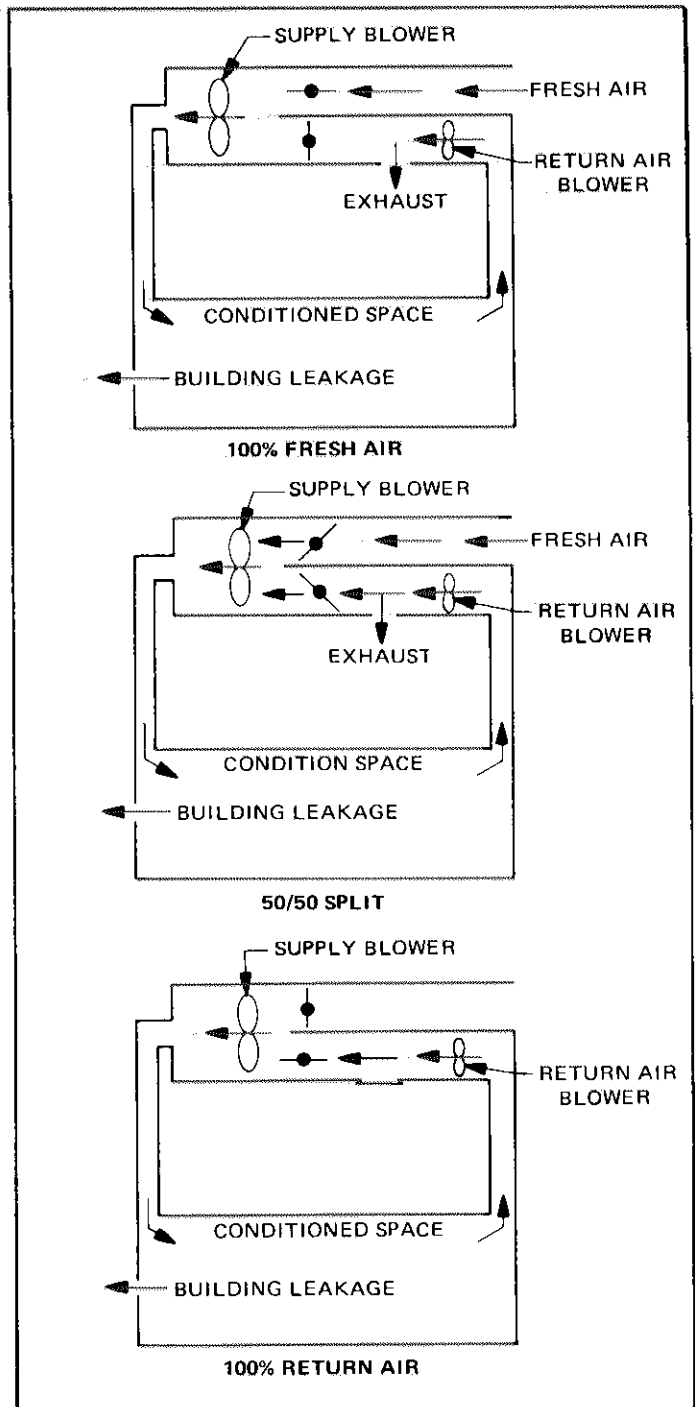 SUPPLY BLOWER
FRESH AIR
RETURN AIR
BLOWER
EXHAUST
CONDITIONED SPACE
BUILDING LEAKAGE
100% FRESH AIR
SUPPLY BLOWER
FRESH AIR
RETURN AIR
BLOWER
EXHAUST
CONDITION SPACE
BUILDING LEAKAGE
50/50 SPLIT
SUPPLY BLOWER
RETURN AIR
BLOWER
CONDITIONED SPACE
BUILDING LEAKAGE
100% RETURN AIR